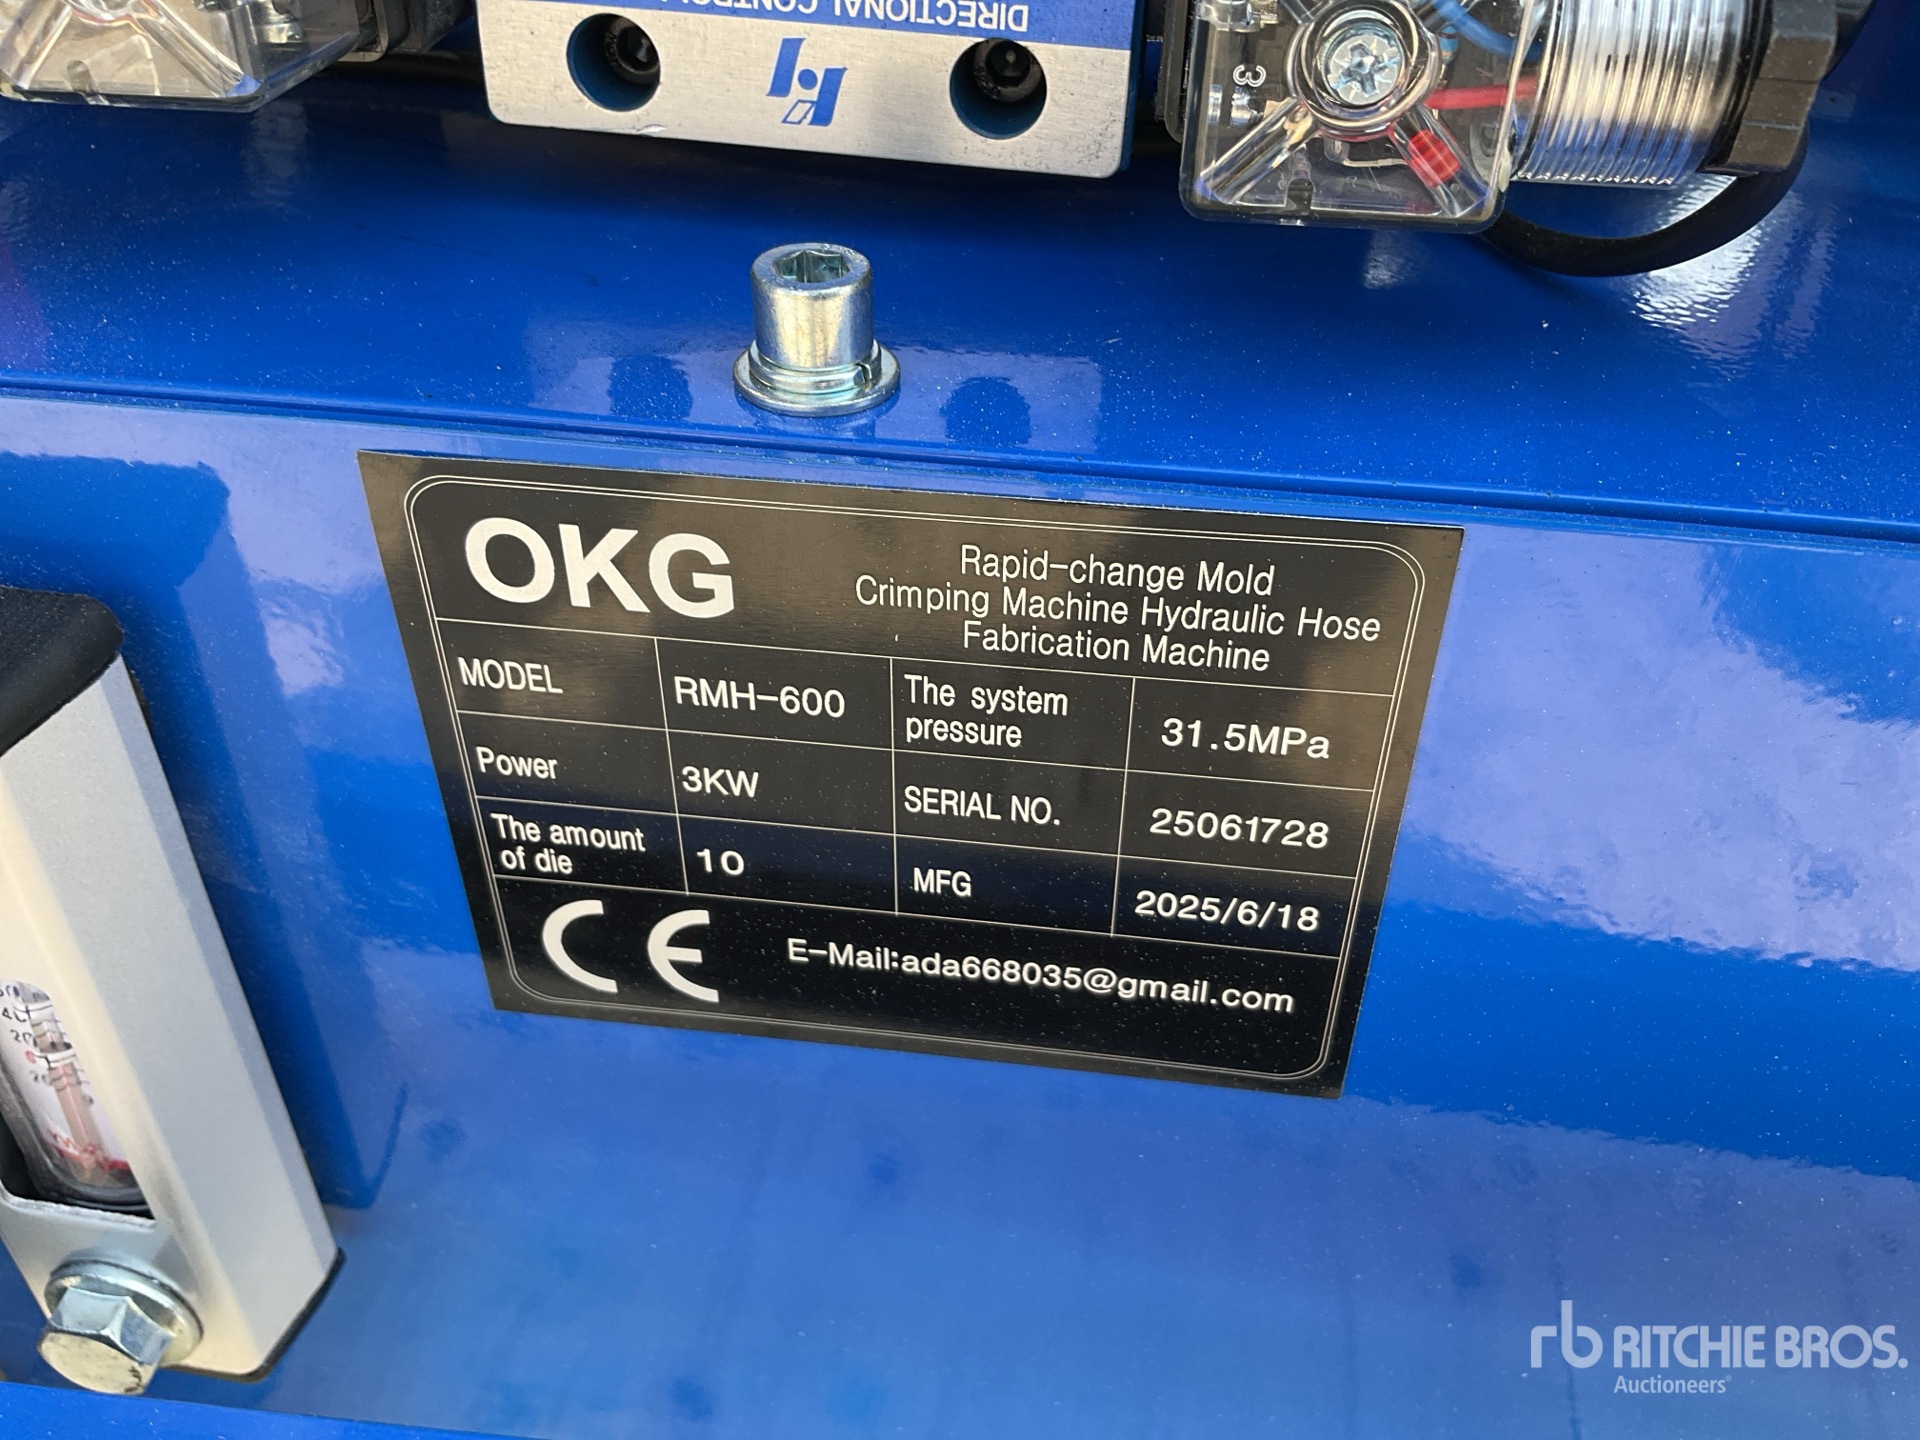 DIRECTIONAL CONTROL
3
OKG
Rapid-change Mold
Crimping Machine Hydraulic Hose
Fabrication Machine
MODEL
RMH-600
The system
pressure
31.5MPa
Power
3KW
SERIAL NO.
25061728
The amount
of die
10
MFG
2025/6/18
CE
E-Mail:ada668035@gmail.com
rb RITCHIE BROS.
Auctioneers